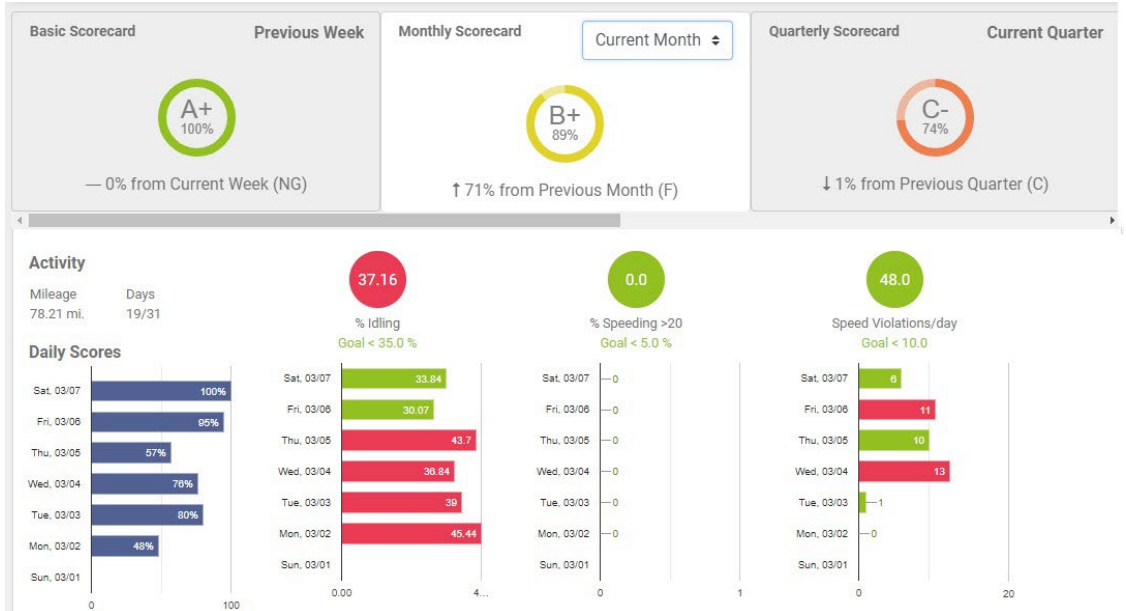 Basic Scorecard Previous Week
A+
100%
— 0% from Current Week (NG)
Monthly Scorecard Current Month
B+
89%
↑ 71% from Previous Month (F)
Quarterly Scorecard Current Quarter
C-
74%
↓ 1% from Previous Quarter (C)
Activity
Mileage Days
78.21 mi. 19/31
Daily Scores
Sat, 03/07 100%
Fri, 03/06 95%
Thu, 03/05 57%
Wed, 03/04 76%
Tue, 03/03 80%
Mon, 03/02 48%
Sun, 03/01
0 100
37.16
% Idling
Goal < 35.0 %
Sat, 03/07 33.84
Fri, 03/06 30.07
Thu, 03/05 43.7
Wed, 03/04 36.84
Tue, 03/03 39
Mon, 03/02 45.44
Sun, 03/01
0.00 4...
0.0
% Speeding >20
Goal < 5.0 %
Sat, 03/07 0
Fri, 03/06 0
Thu, 03/05 0
Wed, 03/04 0
Tue, 03/03 0
Mon, 03/02 0
Sun, 03/01
0 1
48.0
Speed Violations/day
Goal < 10.0
Sat, 03/07 6
Fri, 03/06 11
Thu, 03/05 10
Wed, 03/04 13
Tue, 03/03 1
Mon, 03/02 0
Sun, 03/01
0 20